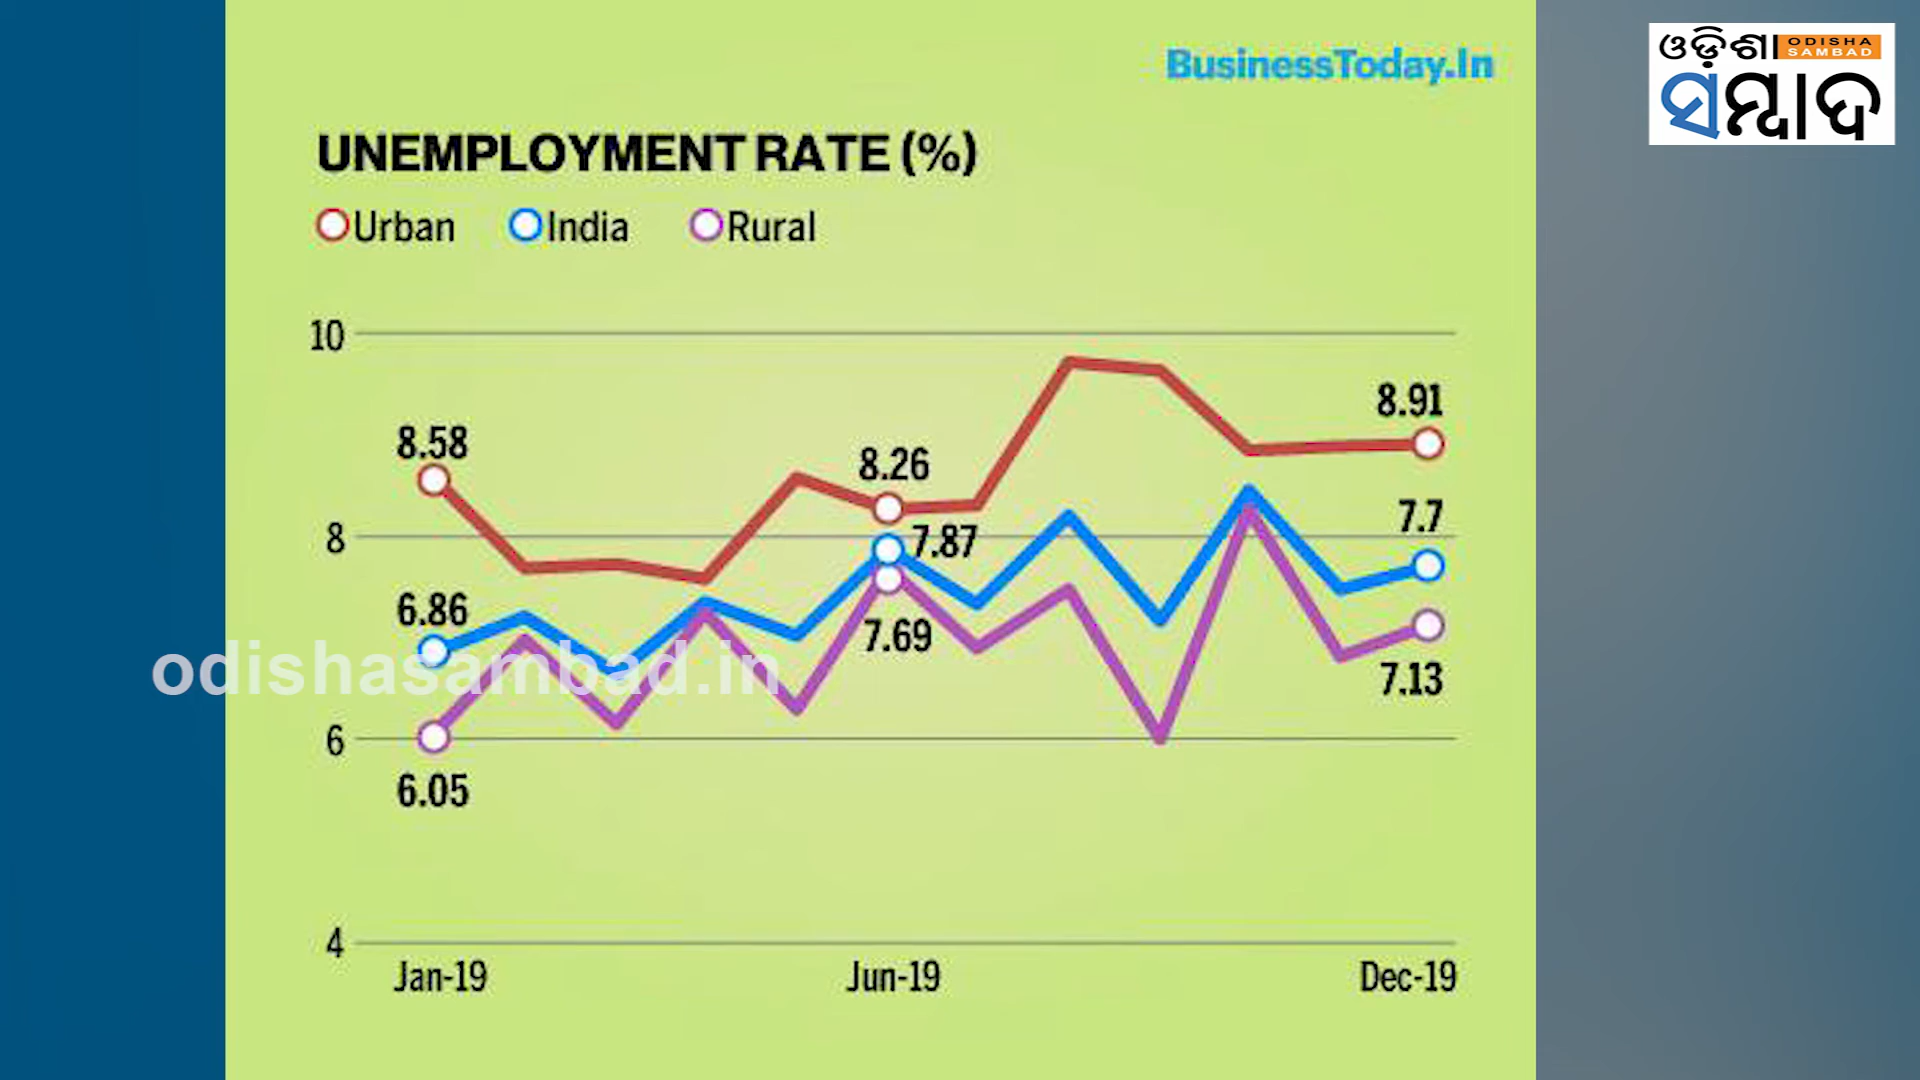 BusinessToday.In
ଓଡ଼ିଶା ODISHA SAMBAD
ସମ୍ବାଦ
UNEMPLOYMENT RATE (%)
Urban India Rural
10
8.91
8.58
8.26
7.7
8
7.87
6.86
7.69
odishasambad.in
7.13
6
6.05
4
Jan-19 Jun-19 Dec-19